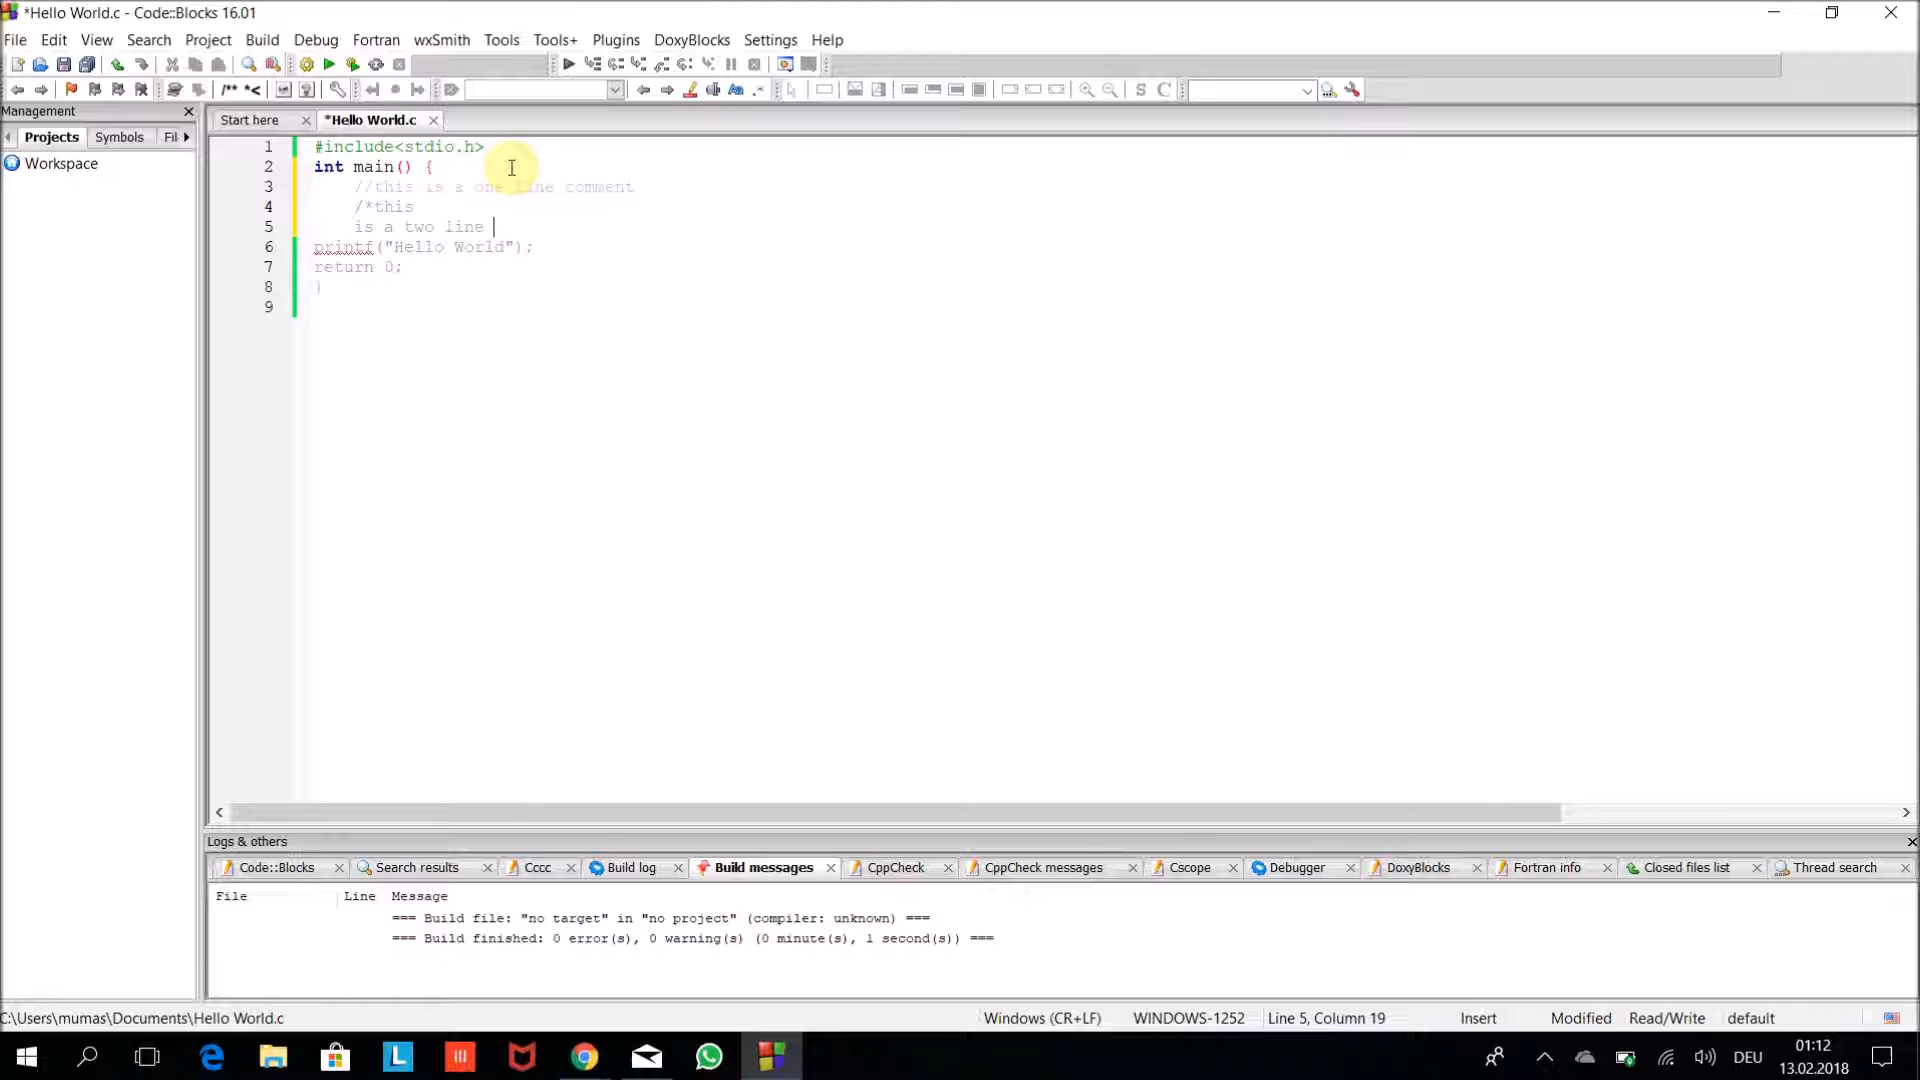 *Hello World.c - Code::Blocks 16.01
File Edit View Search Project Build Debug Fortran wxSmith Tools Tools+ Plugins DoxyBlocks Settings Help
/** *<
S C
Management
Projects Symbols Fil
Workspace
Start here *Hello World.c
1 #include<stdio.h>
2 int main() {
3 //this is a one line comment
4 /*this
5 is a two line
6 printf("Hello World");
7 return 0;
8 }
9
Logs & others
Code::Blocks Search results Cccc Build log Build messages CppCheck CppCheck messages Cscope Debugger DoxyBlocks Fortran info Closed files list Thread search
File Line Message
=== Build file: "no target" in "no project" (compiler: unknown) ===
=== Build finished: 0 error(s), 0 warning(s) (0 minute(s), 1 second(s)) ===
C:\Users\mumas\Documents\Hello World.c Windows (CR+LF) WINDOWS-1252 Line 5, Column 19 Insert Modified Read/Write default
DEU
01:12
13.02.2018